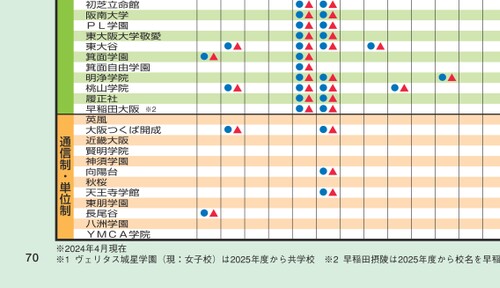 初芝立命館
阪南大学
ＰＬ学園
東大阪大学敬愛
東大谷
箕面学園
箕面自由学園
明浄学院
桃山学院
履正社
早稲田大阪 ※2
通信制・単位制
英風
大阪つくば開成
近畿大阪
賢明学院
神須学園
向陽台
秋桜
天王寺学館
東朋学園
長尾谷
八洲学園
ＹＭＣＡ学院
※2024年4月現在
70
※1 ヴェリタス城星学園（現：女子校）は2025年度から共学校 ※2 早稲田摂陵は2025年度から校名を早稲